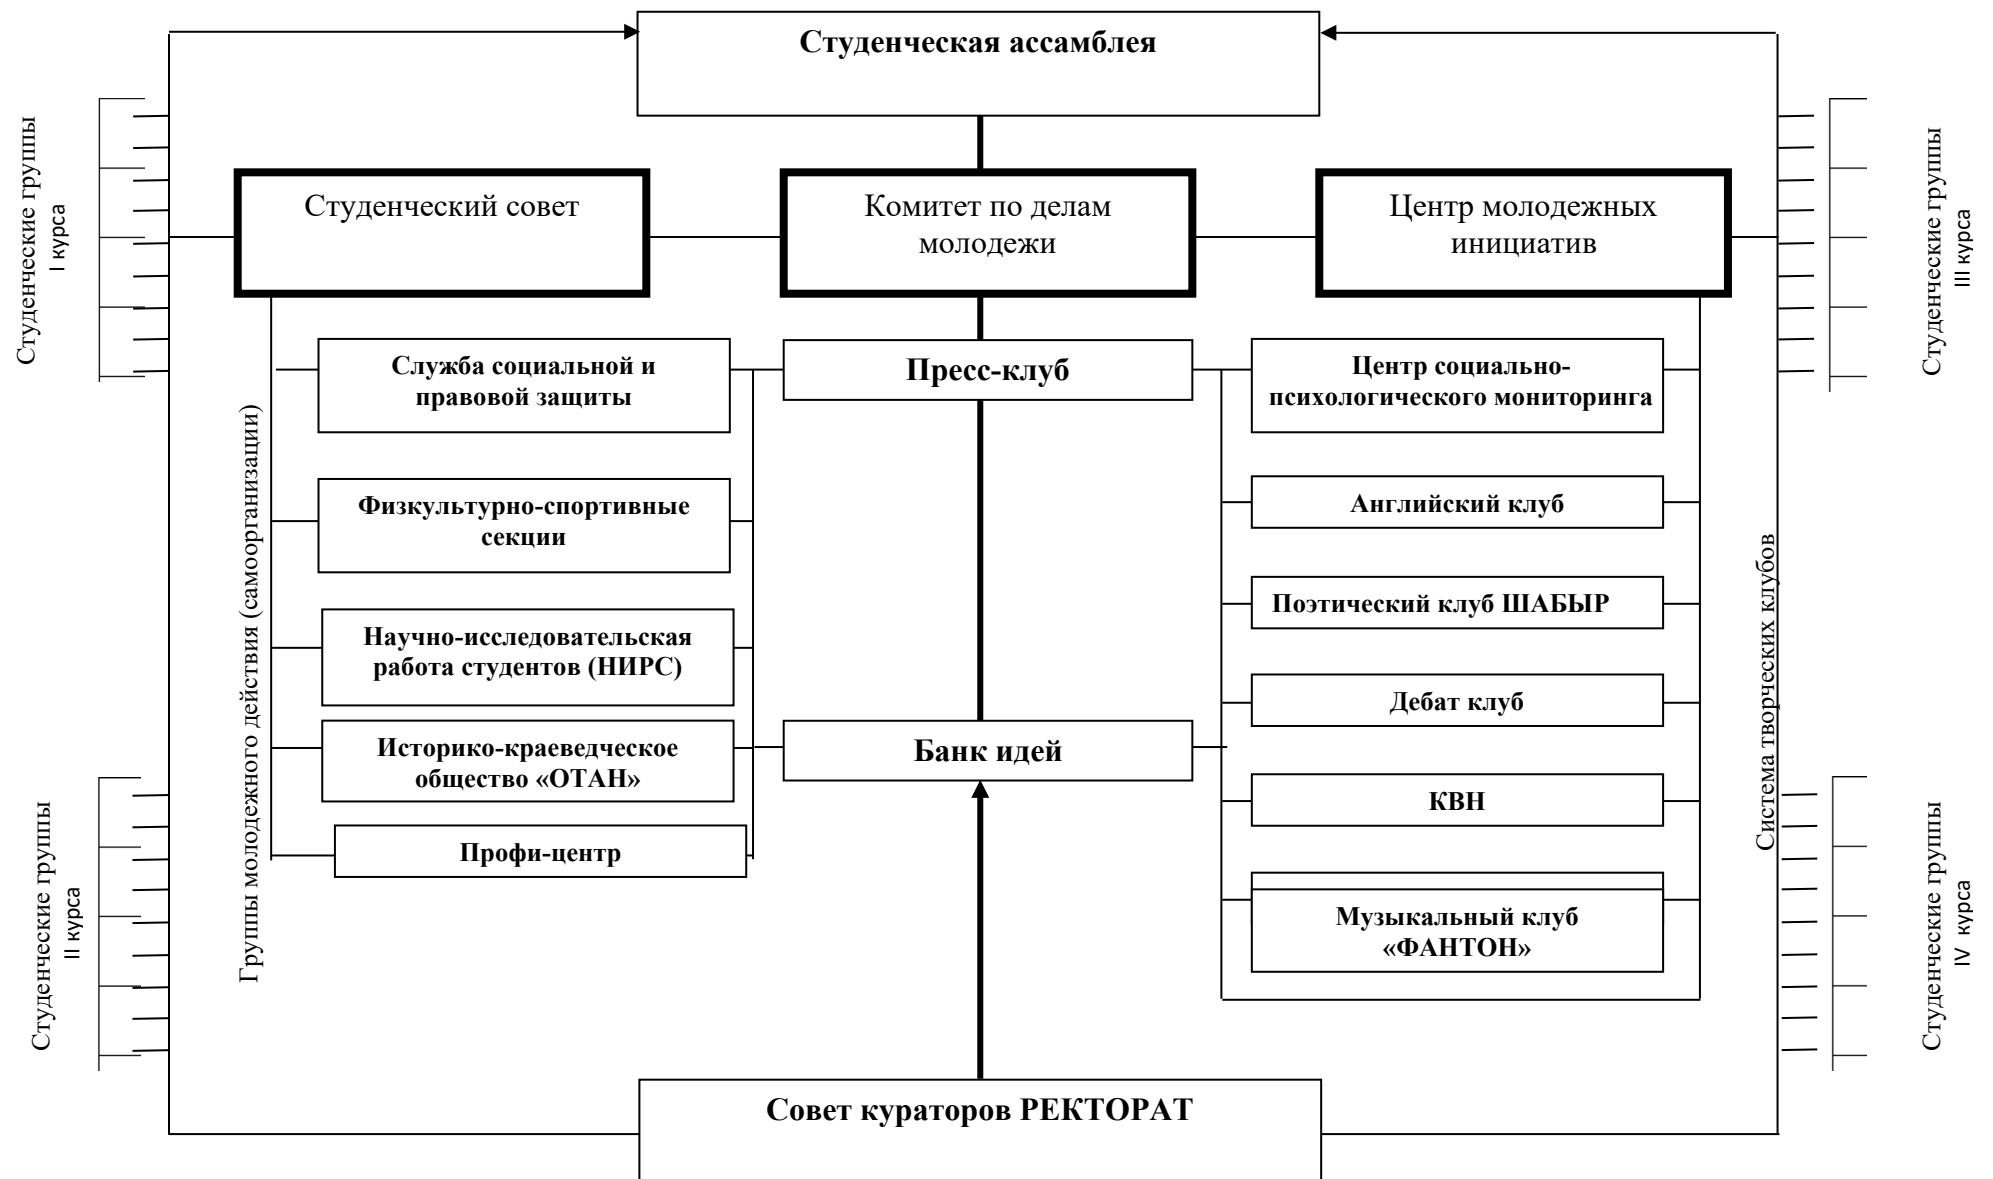 Студенческая ассамблея
Студенческие группы
I курса
Студенческие группы
III курса
Студенческий совет
Комитет по делам
молодежи
Центр молодежных
инициатив
Служба социальной и
правовой защиты
Пресс-клуб
Центр социально-
психологического мониторинга
Группы молодежного действия (самоорганизации)
Физкультурно-спортивные
секции
Английский клуб
Система творческих клубов
Поэтический клуб ШАБЫР
Научно-исследовательская
работа студентов (НИРС)
Дебат клуб
Историко-краеведческое
общество «ОТАН»
Банк идей
КВН
Профи-центр
Музыкальный клуб
«ФАНТОН»
Студенческие группы
II курса
Студенческие группы
IV курса
Совет кураторов РЕКТОРАТ